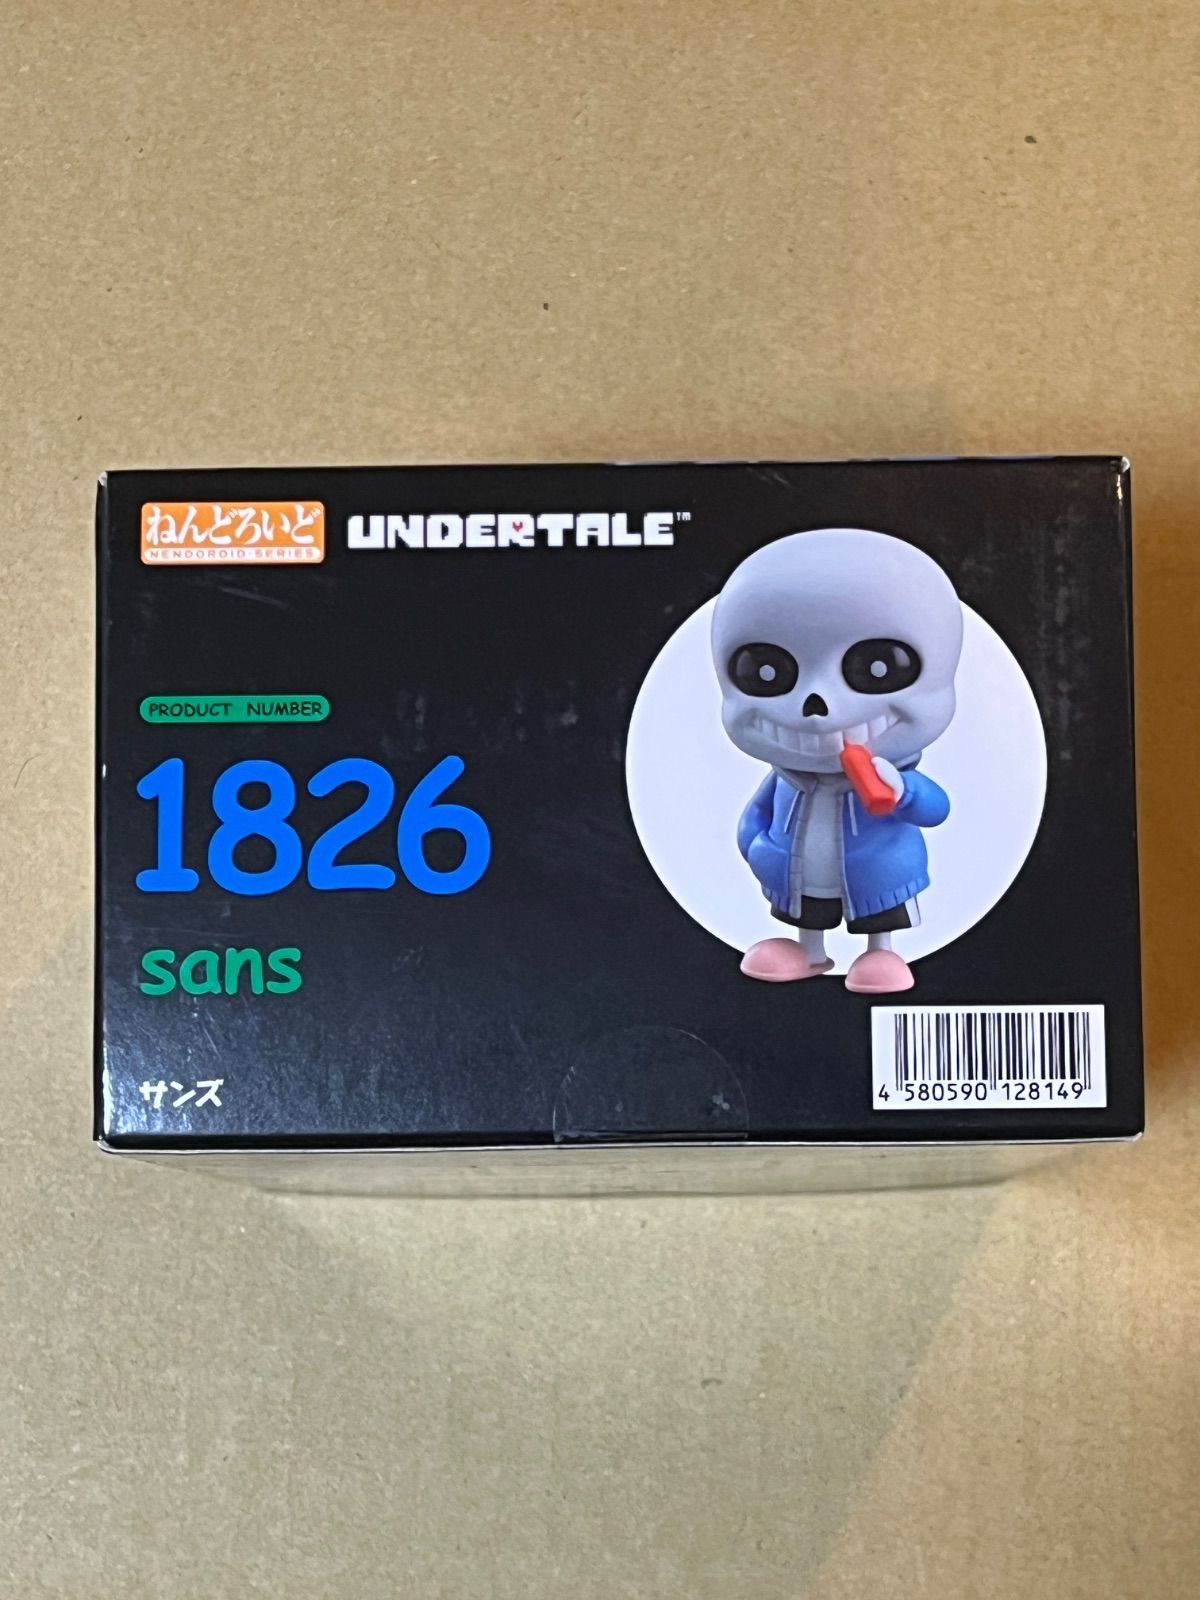 ねんどろいど
NENDOROID-SERIES
UNDERTALE™
PRODUCT NUMBER
1826
sans
サンズ
4 580590 128149